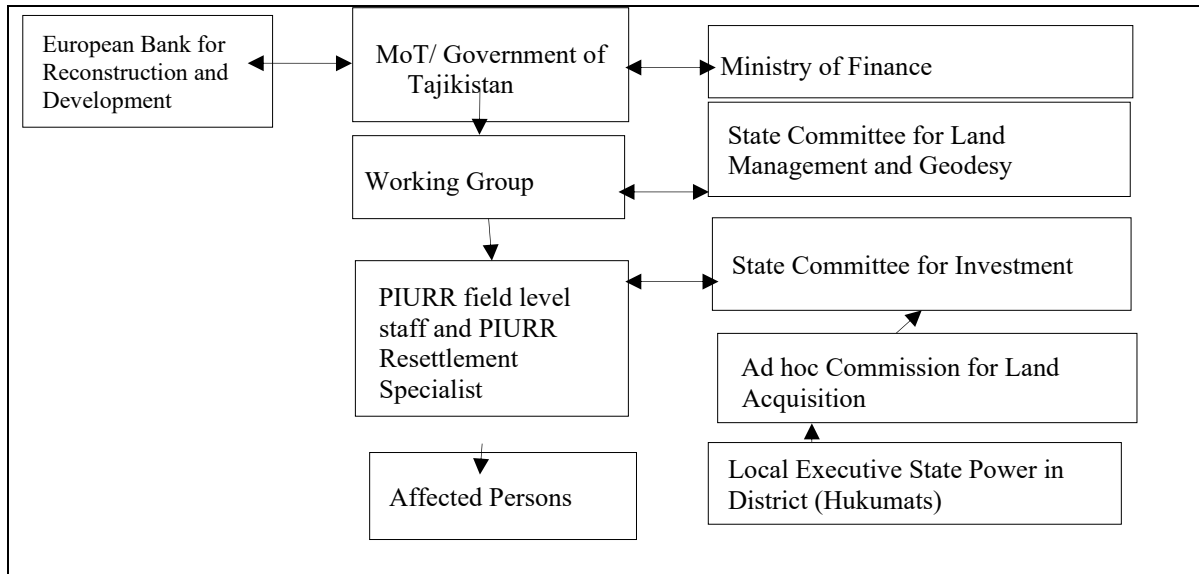 European Bank for
Reconstruction and
Development
MoT/ Government of
Tajikistan
Ministry of Finance
State Committee for Land
Management and Geodesy
Working Group
State Committee for Investment
PIURR field level
staff and PIURR
Resettlement
Specialist
Ad hoc Commission for Land
Acquisition
Local Executive State Power in
District (Hukumats)
Affected Persons